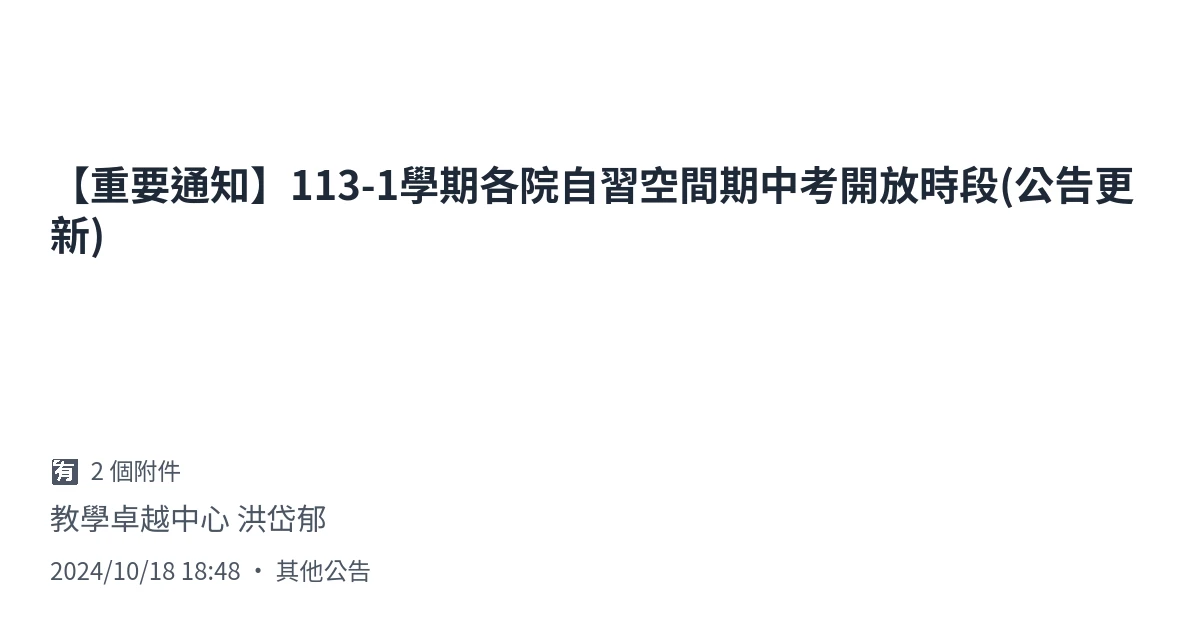 【重要通知】113-1學期各院自習空間期中考開放時段(公告更
新)
🈶 2 個附件
教學卓越中心 洪岱郁
2024/10/18 18:48 ・ 其他公告